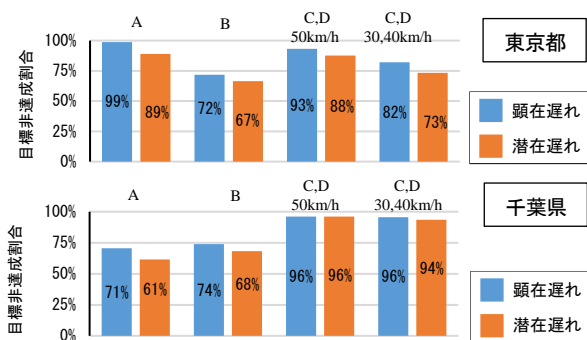 A
B
C,D
50km/h
C,D
30,40km/h
東京都
目標非達成割合
100%
75%
50%
25%
0%
99%
89%
72%
67%
93%
88%
82%
73%
顕在遅れ
潜在遅れ
A
B
C,D
50km/h
C,D
30,40km/h
千葉県
目標非達成割合
100%
75%
50%
25%
0%
71%
61%
74%
68%
96%
96%
96%
94%
顕在遅れ
潜在遅れ